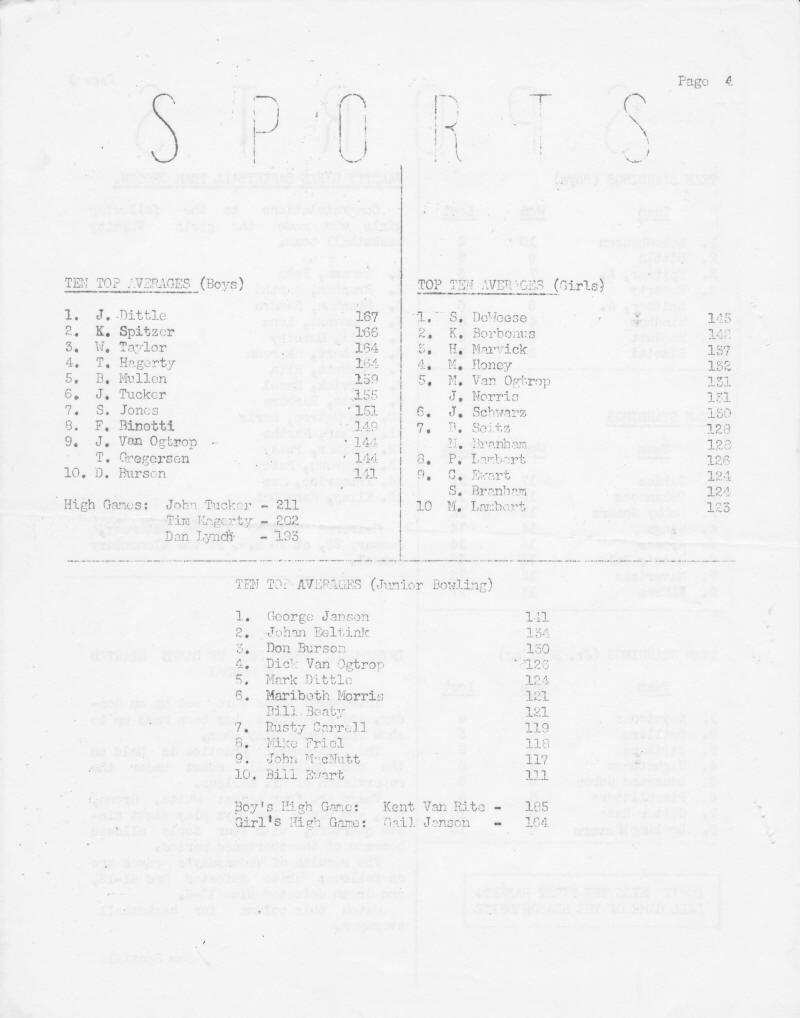 Page 4
SPORTS
TEN TOP AVERAGES (Boys)
1. J. Dittle 167
2. K. Spitzer 166
3. W. Taylor 164
4. T. Hagerty 164
5. B. Mullen 159
6. J. Tucker 155
7. S. Jones 151
8. F. Binetti 149
9. J. Van Ogtrop 144
T. Gregersen 144
10. D. Burson 141
High Games: John Tucker - 211
Tim Hagerty - 202
Dan Lynch - 193
TOP TEN AVERAGES (Girls)
1. S. DeWeese 145
2. K. Borbonus 142
3. H. Marvick 137
4. M. Honey 132
5. M. Van Ogtrop 131
J. Norris 131
6. J. Schwarz 130
7. B. Seitz 128
M. Branham 128
8. P. Lambert 126
9. C. Ewart 124
S. Branham 124
10 M. Lambert 123
TEN TOP AVERAGES (Junior Bowling)
1. George Janson 141
2. Johan Eeltink 134
3. Don Burson 130
4. Dick Van Ogtrop 126
5. Mark Dittle 124
6. Maribeth Morris 121
Bill Beaty 121
7. Rusty Carrell 119
8. Mike Friel 118
9. John MacNutt 117
10. Bill Ewart 111
Boy's High Game: Kent Van Rite - 185
Girl's High Game: Gail Janson - 164